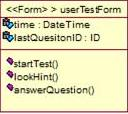 <<Form> > userTestForm
time : DateTime
lastQuesitonID : ID
startTest()
lookHint()
answerQuestion()